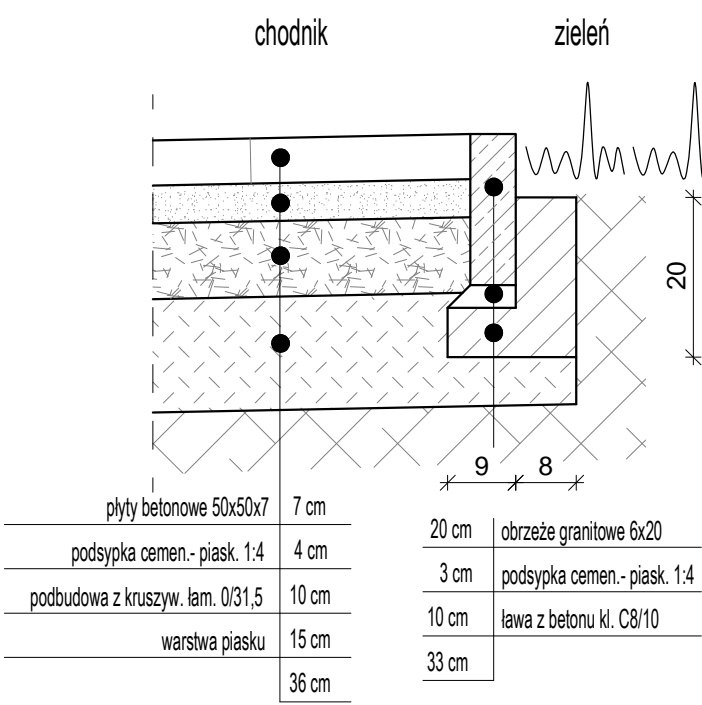 chodnik zieleń
20
9 8
płyty betonowe 50x50x7 7 cm
podsypka cemen.- piask. 1:4 4 cm
podbudowa z kruszyw. łam. 0/31,5 10 cm
warstwa piasku 15 cm
36 cm
20 cm obrzeże granitowe 6x20
3 cm podsypka cemen.- piask. 1:4
10 cm ława z betonu kl. C8/10
33 cm